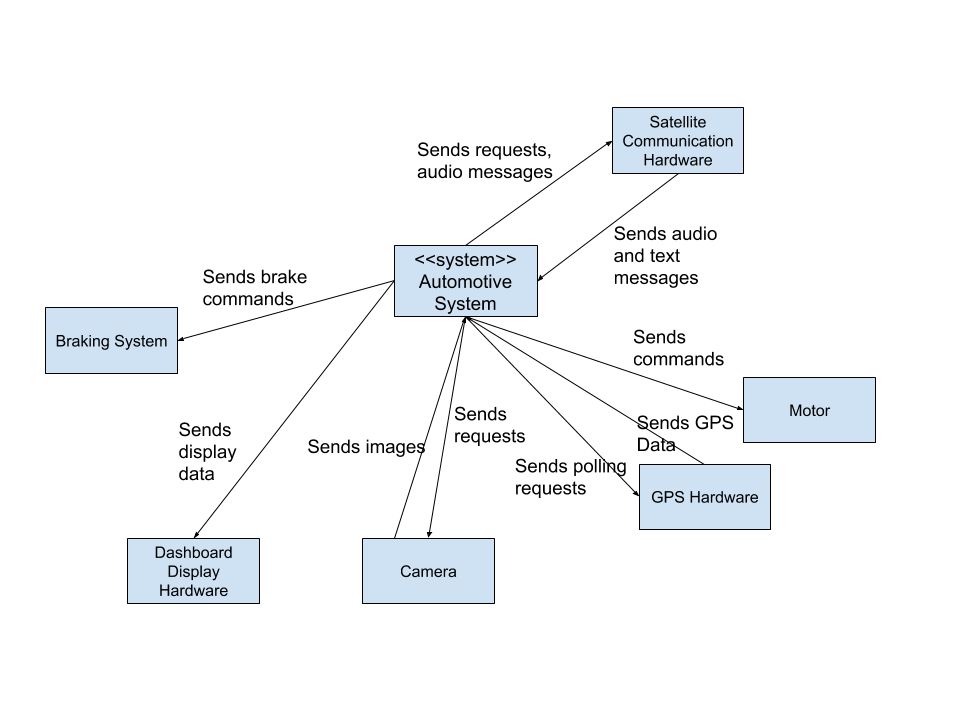 Satellite
Communication
Hardware
Sends requests,
audio messages
Sends audio
and text
messages
<<system>>
Automotive
System
Sends brake
commands
Braking System
Sends
commands
Motor
Sends
display
data
Sends images
Sends
requests
Sends GPS
Data
Sends polling
requests
GPS Hardware
Dashboard
Display
Hardware
Camera